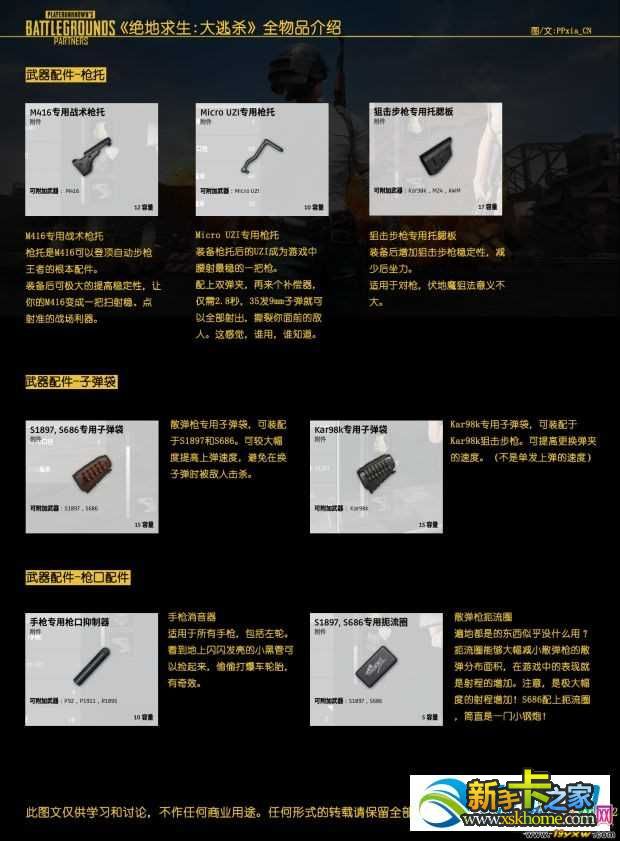 PLAYERUNKNOWN'S
BATTLEGROUNDS
PARTNERS
《绝地求生:大逃杀》全物品介绍
图/文:PPxia_CN
武器配件-枪托
M416专用战术枪托
附件
可附加武器: M416
12 容量
Micro UZI专用枪托
附件
可附加武器: Micro UZI
10 容量
狙击步枪专用托腮板
附件
可附加武器: Kar98k , M24 , AWM
17 容量
M416专用战术枪托
枪托是M416可以登顶自动步枪
王者的根本配件。
装备后可极大的提高稳定性，让
你的M416变成一把扫射稳、点
射准的战场利器。
Micro UZI专用枪托
装备枪托后的UZI成为游戏中
腰射最稳的一把枪。
配上双弹夹，再来个补偿器，
仅需2.8秒，35发9mm子弹就可
以全部射出，撕裂你面前的敌
人。这感觉，谁用，谁知道。
狙击步枪专用托腮板
装备后增加狙击步枪稳定性，减
少后坐力。
适用于对枪，伏地魔狙法意义不
大。
武器配件-子弹袋
S1897, S686专用子弹袋
附件
可附加武器: S1897 , S686
15 容量
散弹枪专用子弹袋，可装配
于S1897和S686。可较大幅
度提高上弹速度，避免在换
子弹时被敌人击杀。
Kar98k专用子弹袋
附件
可附加武器: Kar98k
15 容量
Kar98k专用子弹袋，可装配于
Kar98k狙击步枪。可提高更换弹夹
的速度。（不是单发上弹的速度）
武器配件-枪口配件
手枪专用枪口抑制器
附件
可附加武器: P92 , P1911 , R1895
10 容量
手枪消音器
适用于所有手枪，包括左轮。
看到地上闪闪发亮的小黑管可
以捡起来，偷偷打爆车轮胎，
有奇效。
S1897, S686专用扼流圈
附件
可附加武器: S1897 , S686
5 容量
散弹枪扼流圈
遍地都是的东西似乎没什么用？
扼流圈能够大幅减小散弹枪的散
弹分布面积，在游戏中的表现就
是射程的增加。注意，是极大幅
度的射程增加！S686配上扼流圈
，简直是一门小钢炮！
此图文仅供学习和讨论，不作任何商业用途。任何形式的转载请保留全部
新手卡之家
www.xskhome.com
网
www.19yxw.com